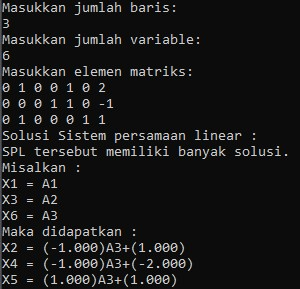 Masukkan jumlah baris:
3
Masukkan jumlah variable:
6
Masukkan elemen matriks:
0 1 0 0 1 0 2
0 0 0 1 1 0 -1
0 1 0 0 0 1 1
Solusi Sistem persamaan linear :
SPL tersebut memiliki banyak solusi.
Misalkan :
X1 = A1
X3 = A2
X6 = A3
Maka didapatkan :
X2 = (-1.000)A3+(1.000)
X4 = (-1.000)A3+(-2.000)
X5 = (1.000)A3+(1.000)